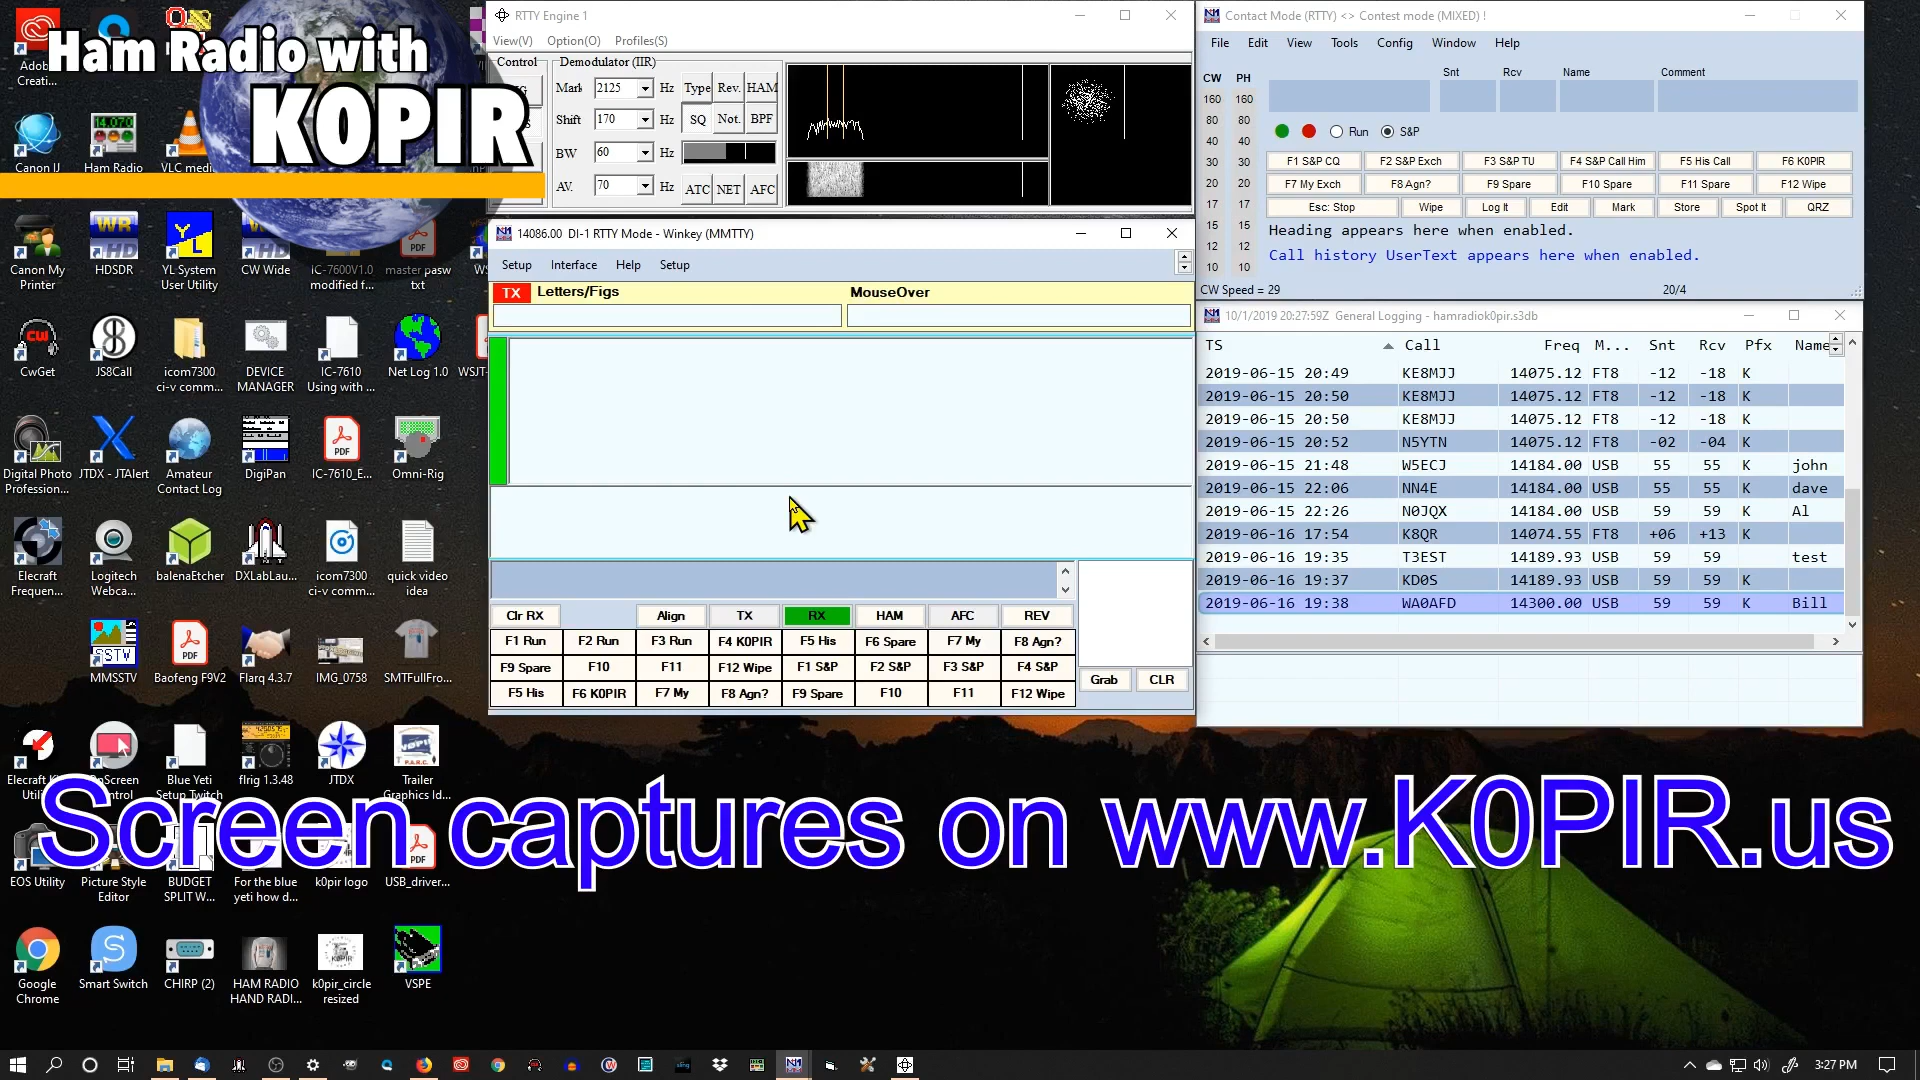 Ham Radio with
K0PIR
Screen captures on www.K0PIR.us
Adob...
Creati...
Canon IJ
Ham Radio
VLC medi
Canon My
Printer
HDSDR
YL System
User Utility
CW Wide
IC-7600V1.0
modified f...
master pasw
txt
CwGet
JS8Call
icom7300
ci-v comm...
DEVICE
MANAGER
IC-7610
Using with ...
Net Log 1.0
WSJT-
Digital Photo
Profession...
JTDX - JTAlert
Amateur
Contact Log
DigiPan
IC-7610_E...
Omni-Rig
Elecraft
Freque...
Logitech
Webca...
balenaEtcher
DXLabLau...
icom7300
ci-v comm...
quick video
idea
MMSSTV
Baofeng F9V2
Flarq 4.3.7
IMG_0758
SMTFullFro...
Blue Yeti
Setup Twitch
flrig 1.3.48
JTDX
Trailer
Graphics Id...
EOS Utility
Picture Style
Editor
BUDGET
SPLIT W...
For the blue
yeti how d...
k0pir logo
USB_driver...
Google
Chrome
Smart Switch
CHIRP (2)
HAM RADIO
HAND RADI...
k0pir_circle
resized
VSPE
RTTY Engine 1
View(V) Option(O) Profiles(S)
Control
Demodulator (IIR)
Mark 2125 Hz Type Rev. HAM
Shift 170 Hz SQ Not. BPF
BW 60 Hz
AV. 70 Hz ATC NET AFC
14086.00 DI-1 RTTY Mode - Winkey (MMTTY)
Setup Interface Help Setup
TX Letters/Figs MouseOver
Clr RX Align TX RX HAM AFC REV
F1 Run F2 Run F3 Run F4 K0PIR F5 His F6 Spare F7 My F8 Agn?
F9 Spare F10 F11 F12 Wipe F1 S&P F2 S&P F3 S&P F4 S&P
F5 His F6 K0PIR F7 My F8 Agn? F9 Spare F10 F11 F12 Wipe
Grab CLR
Contact Mode (RTTY) <> Contest mode (MIXED) !
File Edit View Tools Config Window Help
Snt Rcv Name Comment
CW PH
160 160
80 80
40 40
30 30
20 20
17 17
15 15
12 12
10 10
Run S&P
F1 S&P CQ F2 S&P Exch F3 S&P TU F4 S&P Call Him F5 His Call F6 K0PIR
F7 My Exch F8 Agn? F9 Spare F10 Spare F11 Spare F12 Wipe
Esc: Stop Wipe Log It Edit Mark Store Spot It QRZ
Heading appears here when enabled.
Call history UserText appears here when enabled.
CW Speed = 29 20/4
10/1/2019 20:27:59Z General Logging - hamradiok0pir.s3db
TS Call Freq M... Snt Rcv Pfx Name
2019-06-15 20:49 KE8MJJ 14075.12 FT8 -12 -18 K
2019-06-15 20:50 KE8MJJ 14075.12 FT8 -12 -18 K
2019-06-15 20:50 KE8MJJ 14075.12 FT8 -12 -18 K
2019-06-15 20:52 N5YTN 14075.12 FT8 -02 -04 K
2019-06-15 21:48 W5ECJ 14184.00 USB 55 55 K john
2019-06-15 22:06 NN4E 14184.00 USB 55 55 K dave
2019-06-15 22:26 N0JQX 14184.00 USB 59 59 K Al
2019-06-16 17:54 K8QR 14074.55 FT8 +06 +13 K
2019-06-16 19:35 T3EST 14189.93 USB 59 59 test
2019-06-16 19:37 KD0S 14189.93 USB 59 59 K
2019-06-16 19:38 WA0AFD 14300.00 USB 59 59 K Bill
3:27 PM